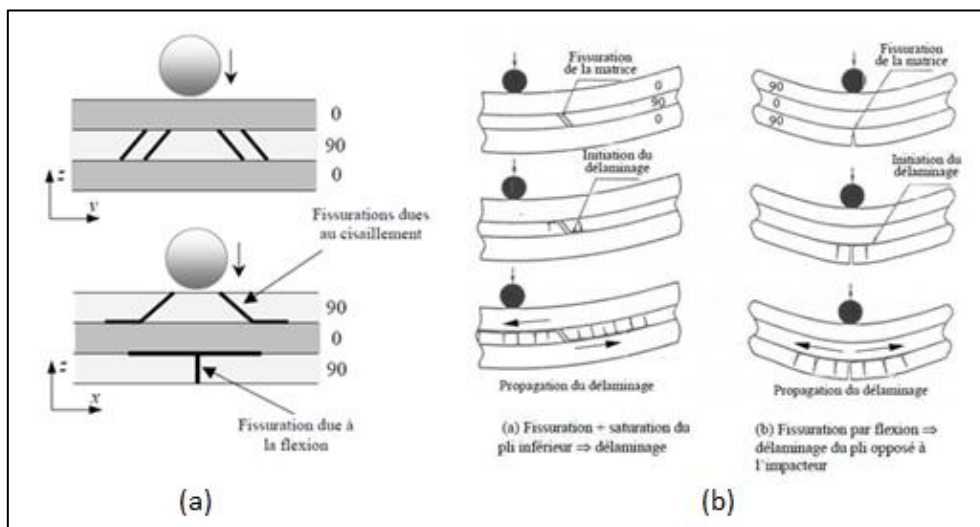 0
90
0
z
y
Fissurations dues
au cisaillement
90
0
90
z
x
Fissuration due à
la flexion
(a)
Fissuration
de la matrice
0
90
0
Initiation du
délaminage
Propagation du délaminage
(a) Fissuration + saturation du
pli inférieur ⇒ délaminage
Fissuration
de la matrice
90
0
90
Initiation du
délaminage
Propagation du délaminage
(b) Fissuration par flexion ⇒
délaminage du pli opposé à
l'impacteur
(b)